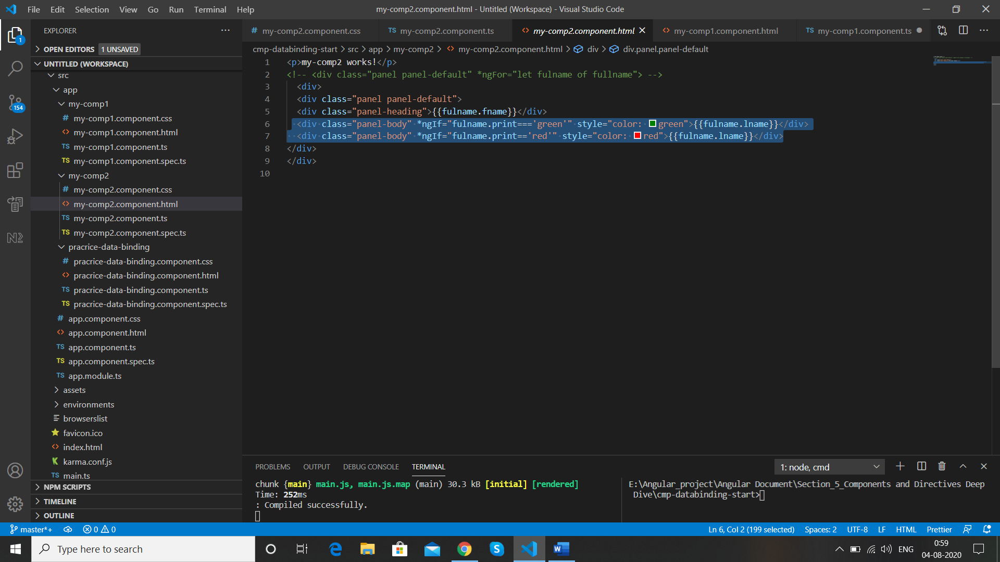 File Edit Selection View Go Run Terminal Help
my-comp2.component.html - Untitled (Workspace) - Visual Studio Code
EXPLORER
OPEN EDITORS 1 UNSAVED
UNTITLED (WORKSPACE)
src
app
my-comp1
# my-comp1.component.css
<> my-comp1.component.html
TS my-comp1.component.ts
TS my-comp1.component.spec.ts
my-comp2
# my-comp2.component.css
<> my-comp2.component.html
TS my-comp2.component.ts
TS my-comp2.component.spec.ts
pracrice-data-binding
# pracrice-data-binding.component.css
<> pracrice-data-binding.component.html
TS pracrice-data-binding.component.ts
TS pracrice-data-binding.component.spec.ts
# app.component.css
<> app.component.html
TS app.component.ts
TS app.component.spec.ts
TS app.module.ts
assets
environments
browserslist
favicon.ico
<> index.html
K karma.conf.js
TS main.ts
NPM SCRIPTS
TIMELINE
OUTLINE
1
154
# my-comp2.component.css TS my-comp2.component.ts <> my-comp2.component.html <> my-comp1.component.html TS my-comp1.component.ts
cmp-databinding-start > src > app > my-comp2 > <> my-comp2.component.html > div > div.panel.panel-default
1 <p>my-comp2 works!</p>
2 <!-- <div class="panel panel-default" *ngFor="let fulname of fullname"> -->
3 <div>
4 <div class="panel panel-default">
5 <div class="panel-heading">{{fulname.fname}}</div>
6 <div class="panel-body" *ngIf="fulname.print==='green'" style="color: green">{{fulname.lname}}</div>
7 <div class="panel-body" *ngIf="fulname.print=='red'" style="color: red">{{fulname.lname}}</div>
8 </div>
9 </div>
10
PROBLEMS OUTPUT DEBUG CONSOLE TERMINAL 1: node, cmd
chunk {main} main.js, main.js.map (main) 30.3 kB [initial] [rendered]
Time: 252ms
: Compiled successfully.
E:\Angular_project\Angular Document\Section_5_Components and Directives Deep
Dive\cmp-databinding-start>
master*+ 0 0 Ln 6, Col 2 (199 selected) Spaces: 2 UTF-8 LF HTML Prettier
Type here to search
ENG
0:59
04-08-2020